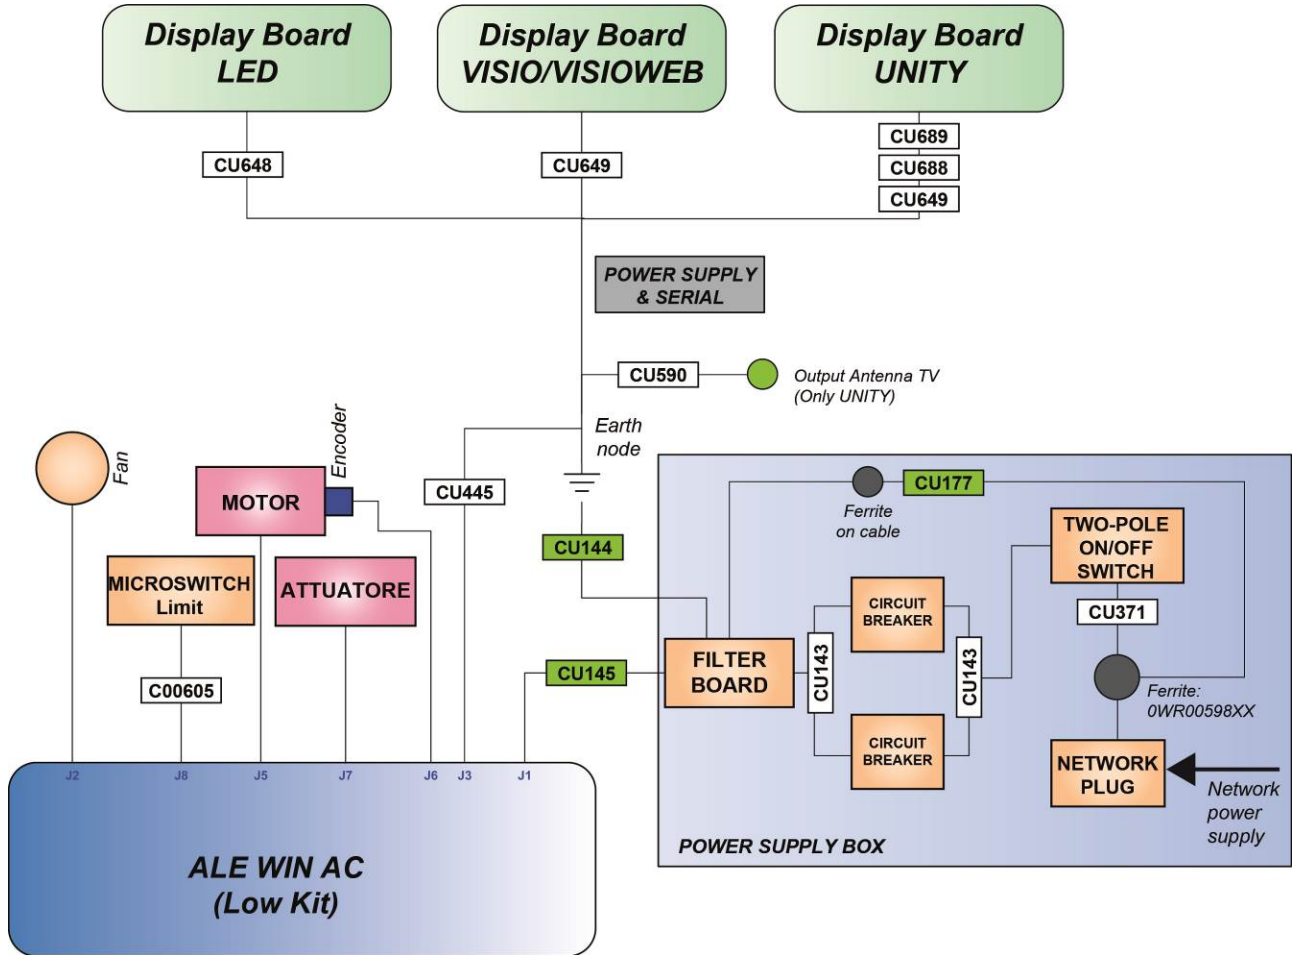 Display Board
LED
Display Board
VISIO/VISIOWEB
Display Board
UNITY
CU648
CU649
CU689
CU688
CU649
POWER SUPPLY
& SERIAL
CU590
Output Antenna TV
(Only UNITY)
Earth
node
Fan
Encoder
MOTOR
CU445
MICROSWITCH
Limit
ATTUATORE
C00605
CU144
CU145
Ferrite
on cable
CU177
TWO-POLE
ON/OFF
SWITCH
CU371
CIRCUIT
BREAKER
FILTER
BOARD
CU143
CU143
CIRCUIT
BREAKER
Ferrite:
0WR00598XX
NETWORK
PLUG
Network
power
supply
POWER SUPPLY BOX
J2
J8
J5
J7
J6
J3
J1
ALE WIN AC
(Low Kit)